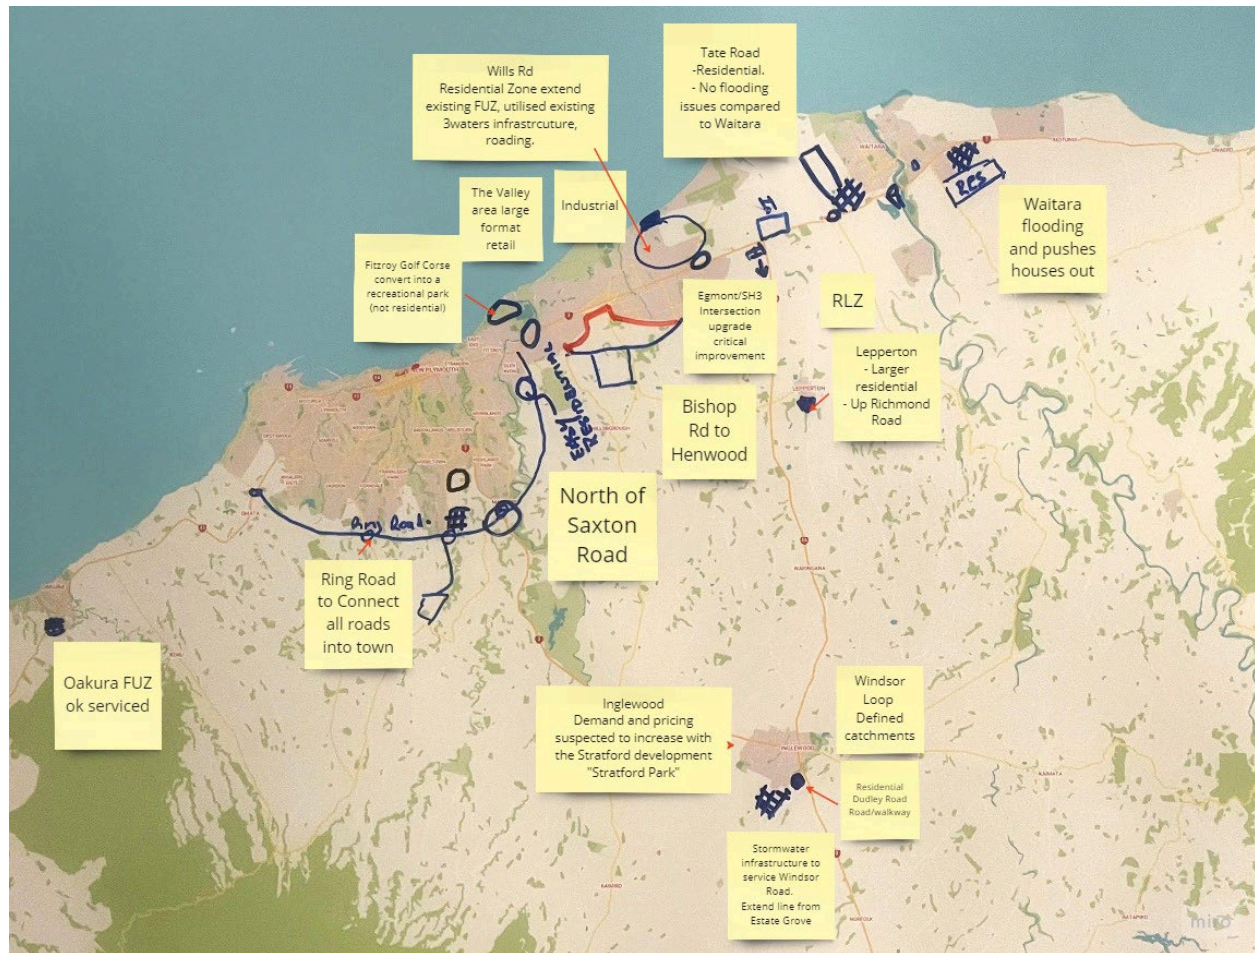 Wills Rd
Residential Zone extend
existing FUZ, utilised existing
3waters infrastrcuture,
roading.
Tate Road
-Residential.
- No flooding
issues compared
to Waitara
The Valley
area large
format
retail
Industrial
Fitzroy Golf Corse
convert into a
recreational park
(not residential)
WAITARA
RES
Waitara
flooding
and pushes
houses out
Egmont/SH3
Intersection
upgrade
critical
improvement
RLZ
Lepperton
- Larger
residential
- Up Richmond
Road
LEPPERTON
Bishop
Rd to
Henwood
North of
Saxton
Road
Ring Road
Ring Road
to Connect
all roads
into town
Oakura FUZ
ok serviced
Inglewood
Demand and pricing
suspected to increase with
the Stratford development
"Stratford Park"
Windsor
Loop
Defined
catchments
INGLEWOOD
Residential
Dudley Road
Road/walkway
Stormwater
infrastructure to
service Windsor
Road.
Extend line from
Estate Grove
miro